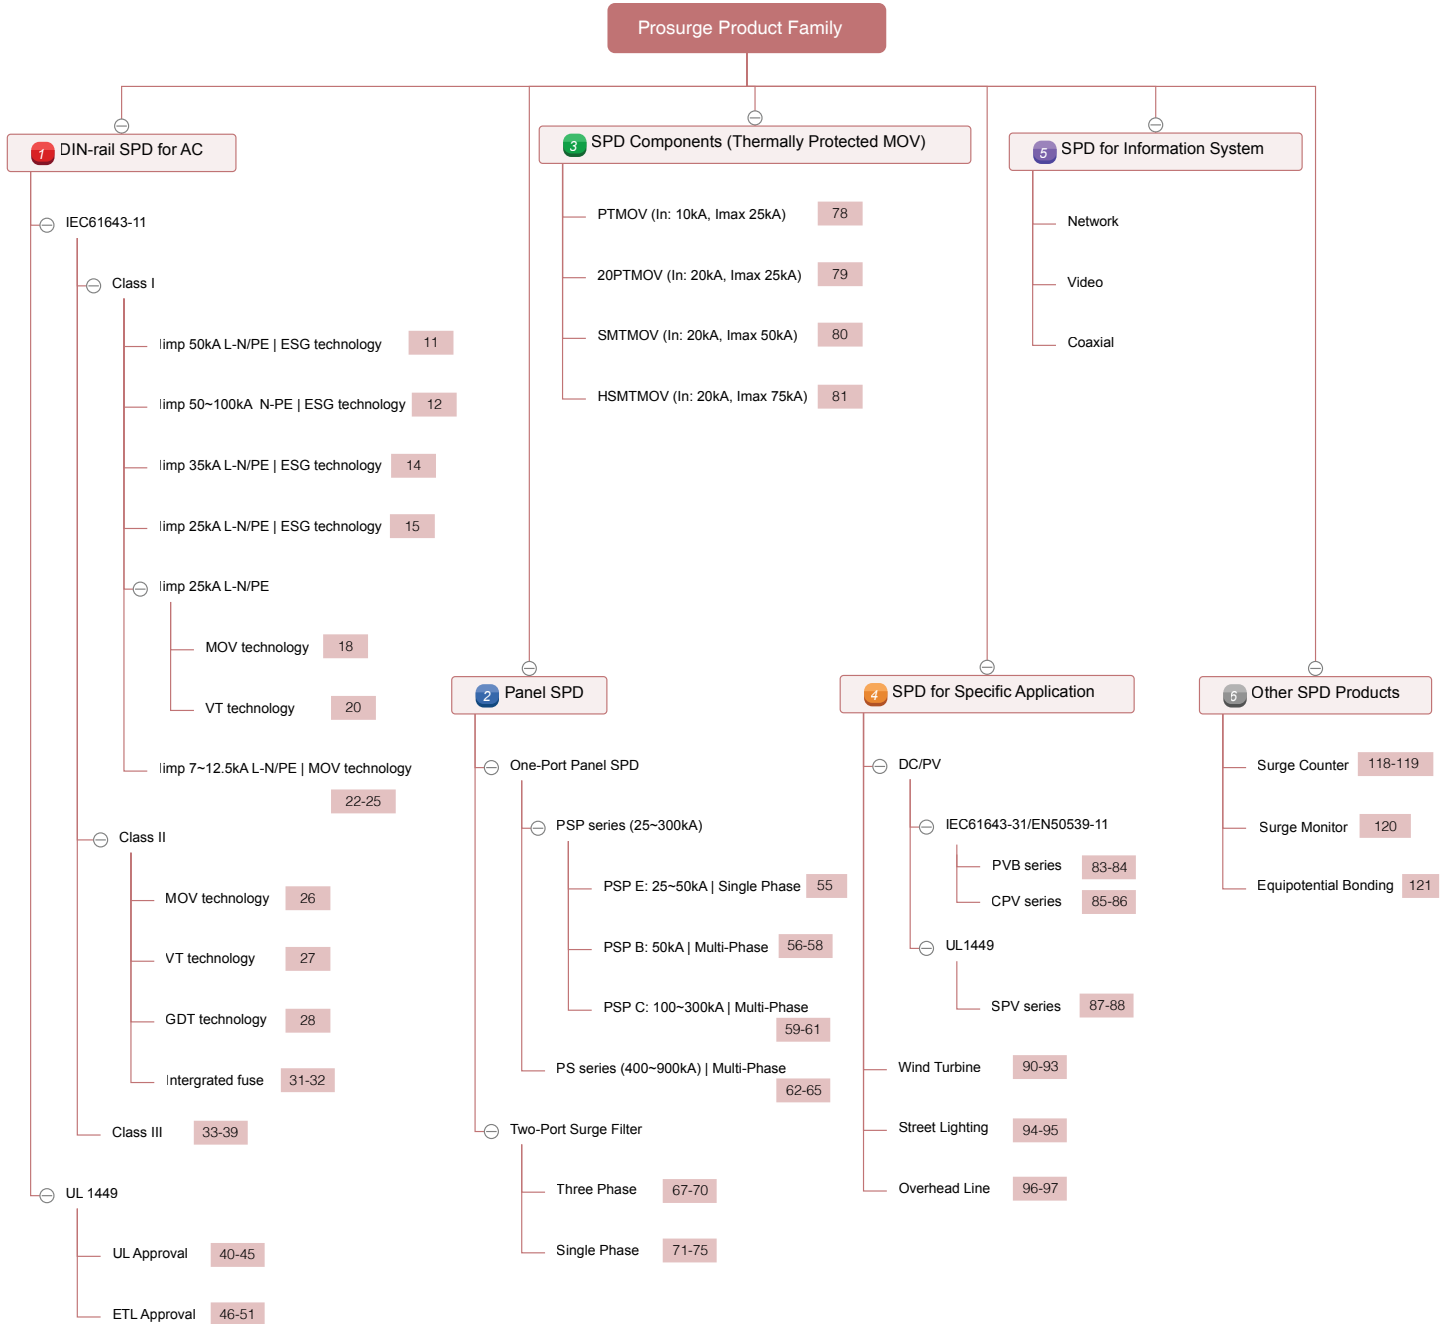 Prosurge Product Family
1 DIN-rail SPD for AC
IEC61643-11
Class I
Iimp 50kA L-N/PE | ESG technology 11
Iimp 50~100kA N-PE | ESG technology 12
Iimp 35kA L-N/PE | ESG technology 14
Iimp 25kA L-N/PE | ESG technology 15
Iimp 25kA L-N/PE
MOV technology 18
VT technology 20
Iimp 7~12.5kA L-N/PE | MOV technology
22-25
Class II
MOV technology 26
VT technology 27
GDT technology 28
Intergrated fuse 31-32
Class III 33-39
UL 1449
UL Approval 40-45
ETL Approval 46-51
2 Panel SPD
One-Port Panel SPD
PSP series (25~300kA)
PSP E: 25~50kA | Single Phase 55
PSP B: 50kA | Multi-Phase 56-58
PSP C: 100~300kA | Multi-Phase
59-61
PS series (400~900kA) | Multi-Phase
62-65
Two-Port Surge Filter
Three Phase 67-70
Single Phase 71-75
3 SPD Components (Thermally Protected MOV)
PTMOV (In: 10kA, Imax 25kA) 78
20PTMOV (In: 20kA, Imax 25kA) 79
SMTMOV (In: 20kA, Imax 50kA) 80
HSMTMOV (In: 20kA, Imax 75kA) 81
4 SPD for Specific Application
DC/PV
IEC61643-31/EN50539-11
PVB series 83-84
CPV series 85-86
UL1449
SPV series 87-88
Wind Turbine 90-93
Street Lighting 94-95
Overhead Line 96-97
5 SPD for Information System
Network
Video
Coaxial
6 Other SPD Products
Surge Counter 118-119
Surge Monitor 120
Equipotential Bonding 121